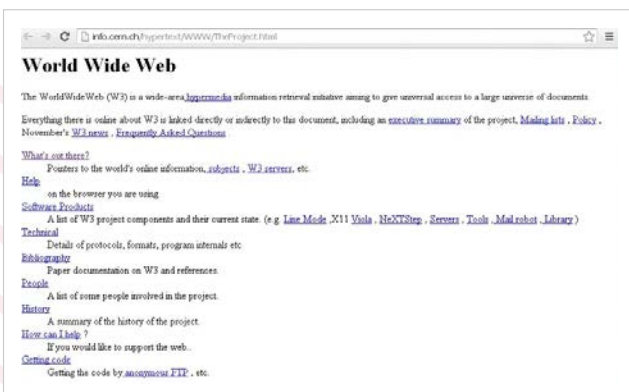 info.cern.ch/hypertext/WWW/TheProject.html
World Wide Web
The WorldWideWeb (W3) is a wide-area hypermedia information retrieval initiative aiming to give universal access to a large universe of documents.
Everything there is online about W3 is linked directly or indirectly to this document, including an executive summary of the project, Mailing lists , Policy ,
November's W3 news , Frequently Asked Questions .
What's out there?
Pointers to the world's online information, subjects , W3 servers, etc.
Help
on the browser you are using
Software Products
A list of W3 project components and their current state. (e.g. Line Mode ,X11 Viola , NeXTStep , Servers , Tools , Mail robot , Library )
Technical
Details of protocols, formats, program internals etc
Bibliography
Paper documentation on W3 and references.
People
A list of some people involved in the project.
History
A summary of the history of the project.
How can I help ?
If you would like to support the web..
Getting code
Getting the code by anonymous FTP , etc.